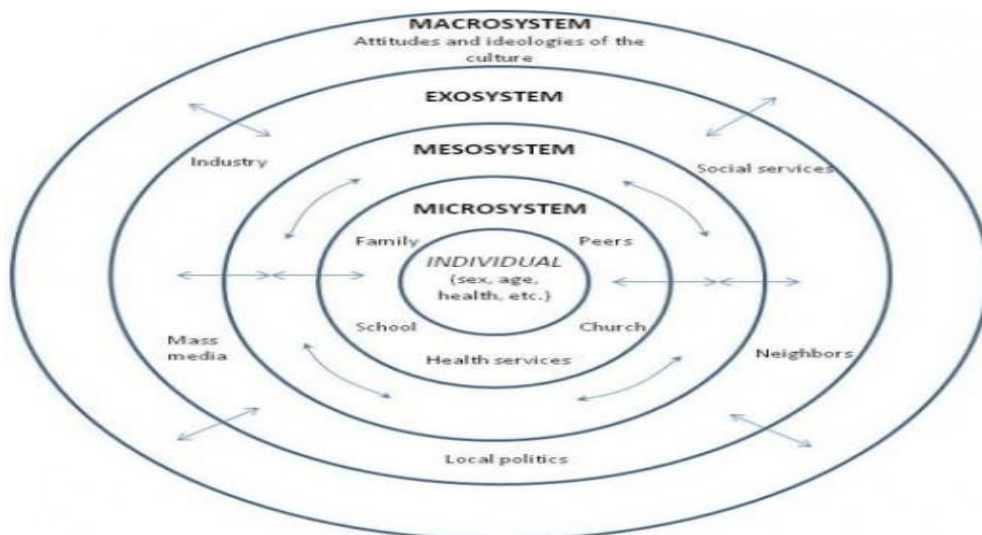 MACROSYSTEM
Attitudes and ideologies of the
culture
EXOSYSTEM
MESOSYSTEM
Industry
Social services
MICROSYSTEM
Family
Peers
INDIVIDUAL
(sex, age,
health, etc.)
School
Church
Mass
media
Health services
Neighbors
Local politics